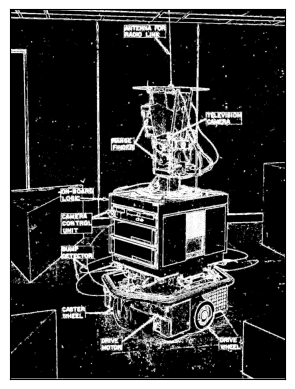 ANTENNA FOR
RADIO LINK
TELEVISION
CAMERA
RANGE
FINDER
ON-BOARD
LOGIC
CAMERA
CONTROL
UNIT
BUMP
DETECTOR
CASTER
WHEEL
DRIVE
MOTOR
DRIVE
WHEEL